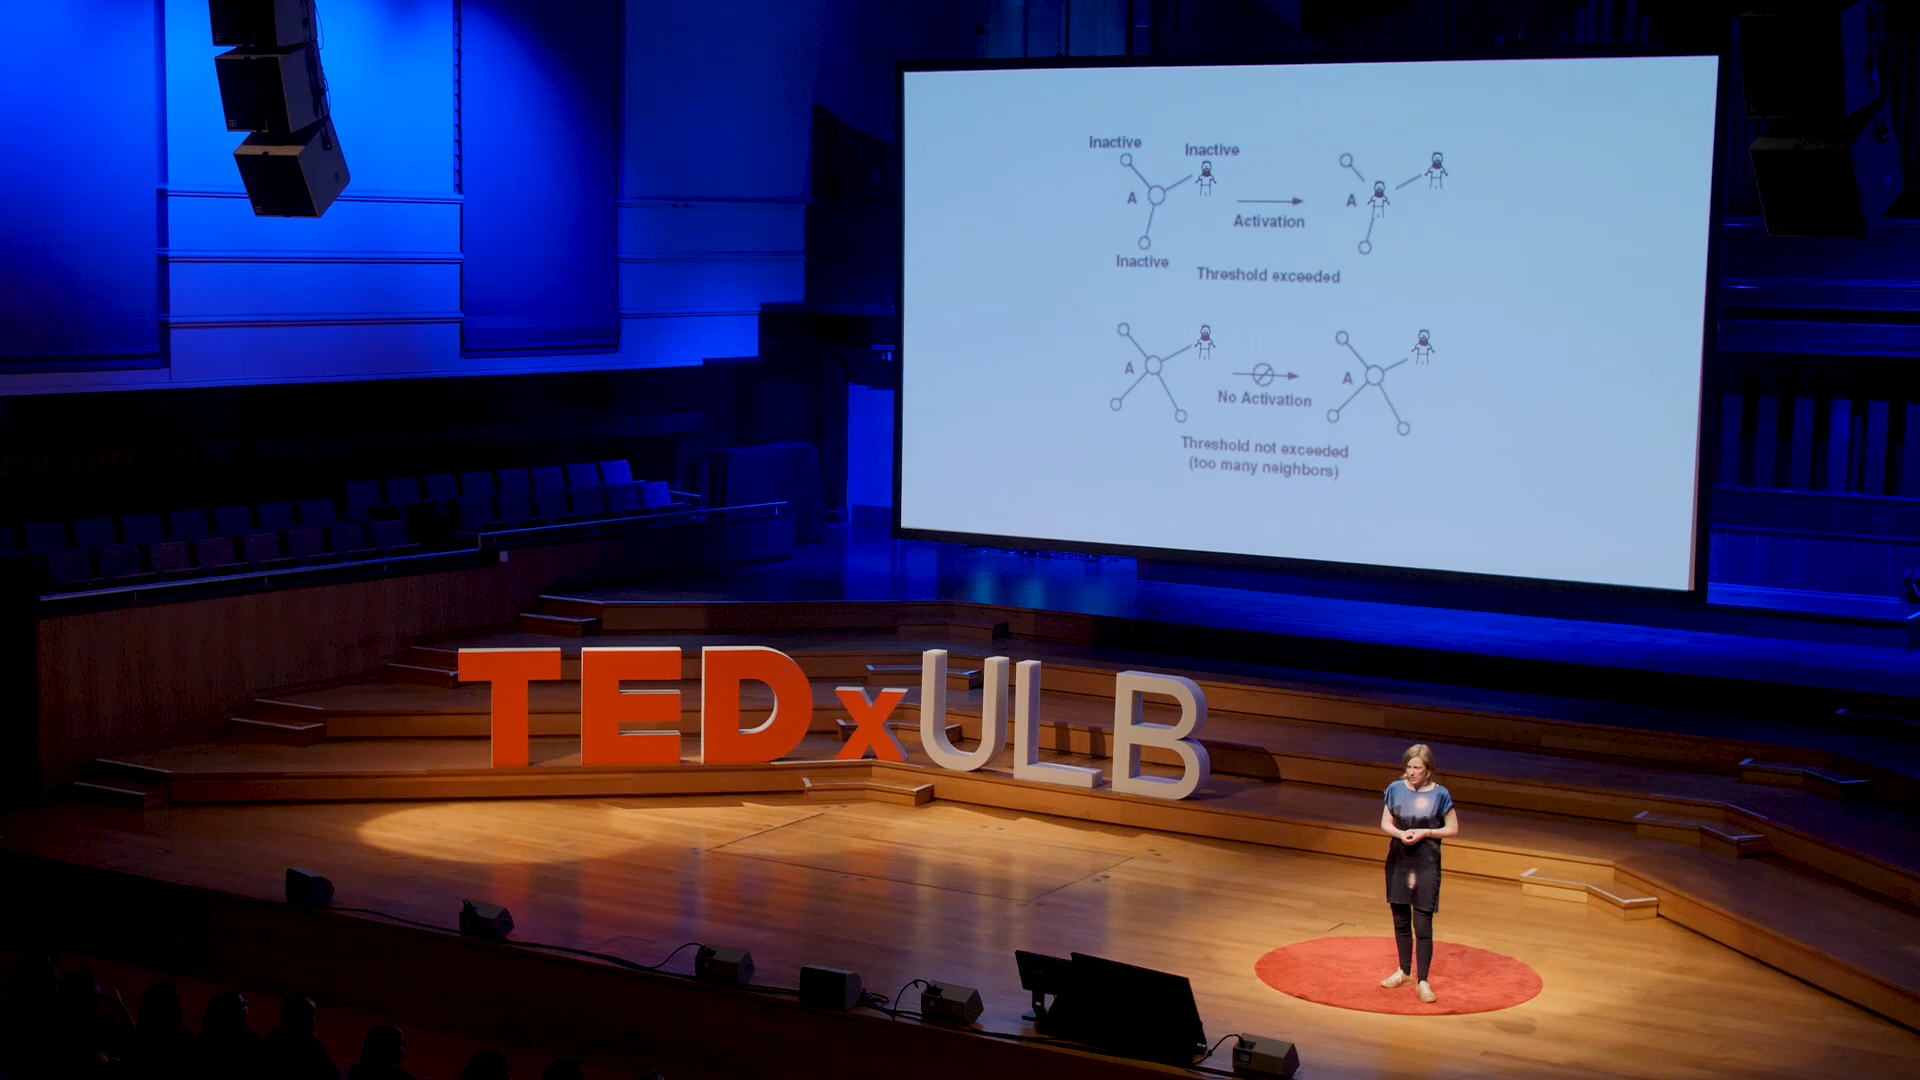 Inactive
Inactive
A
Activation
A
Inactive
Threshold exceeded
A
No Activation
A
Threshold not exceeded
(too many neighbors)
TEDxULB